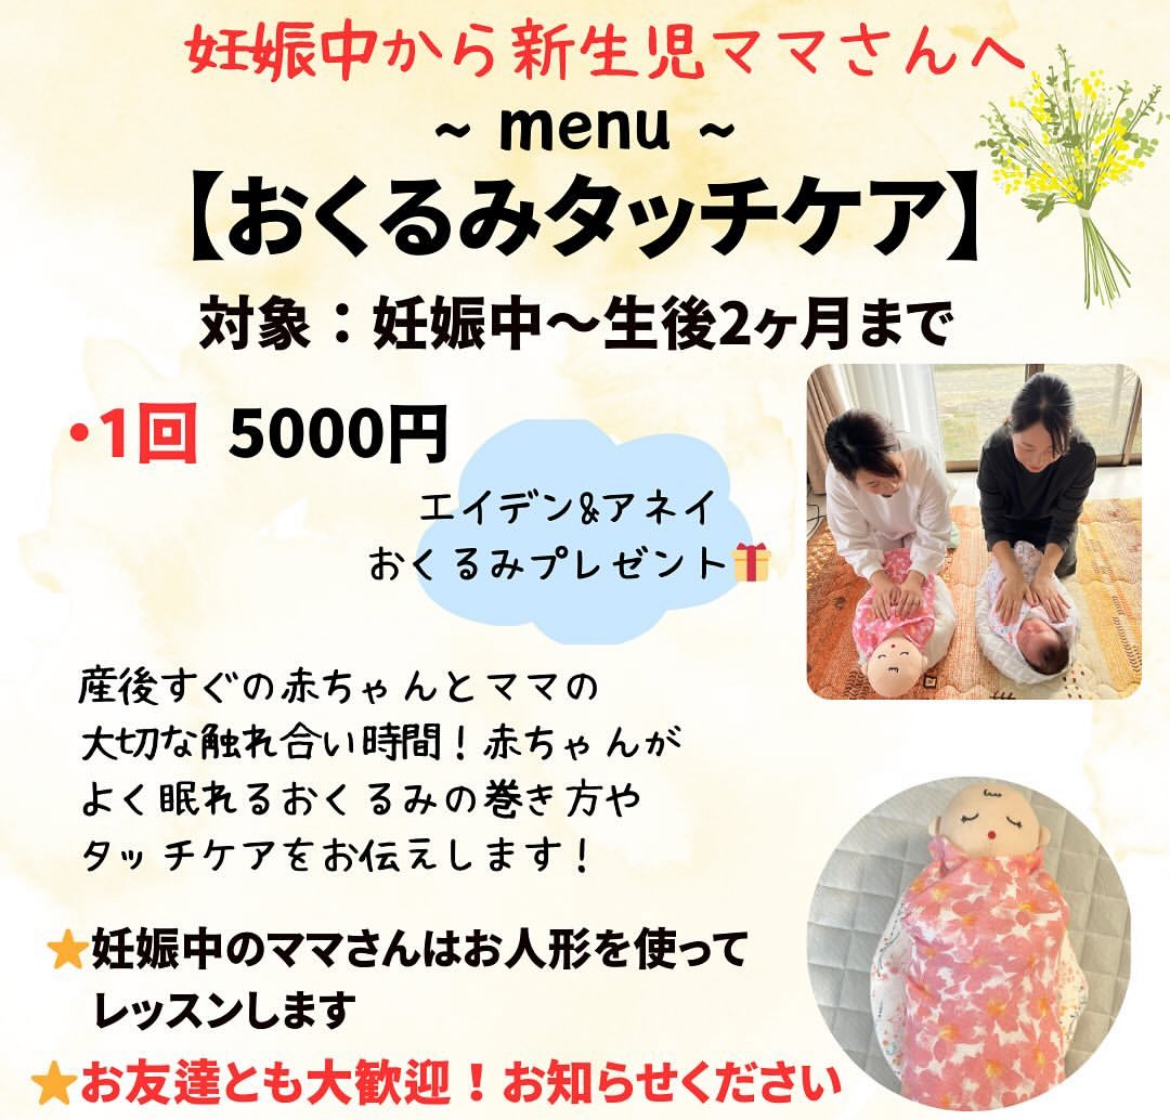 妊娠中から新生児ママさんへ
~ menu ~
【おくるみタッチケア】
対象：妊娠中〜生後2ヶ月まで
•1回 5000円
エイデン&アネイ
おくるみプレゼント🎁
産後すぐの赤ちゃんとママの
大切な触れ合い時間！赤ちゃんが
よく眠れるおくるみの巻き方や
タッチケアをお伝えします！
⭐妊娠中のママさんはお人形を使って
レッスンします
⭐お友達とも大歓迎！お知らせください